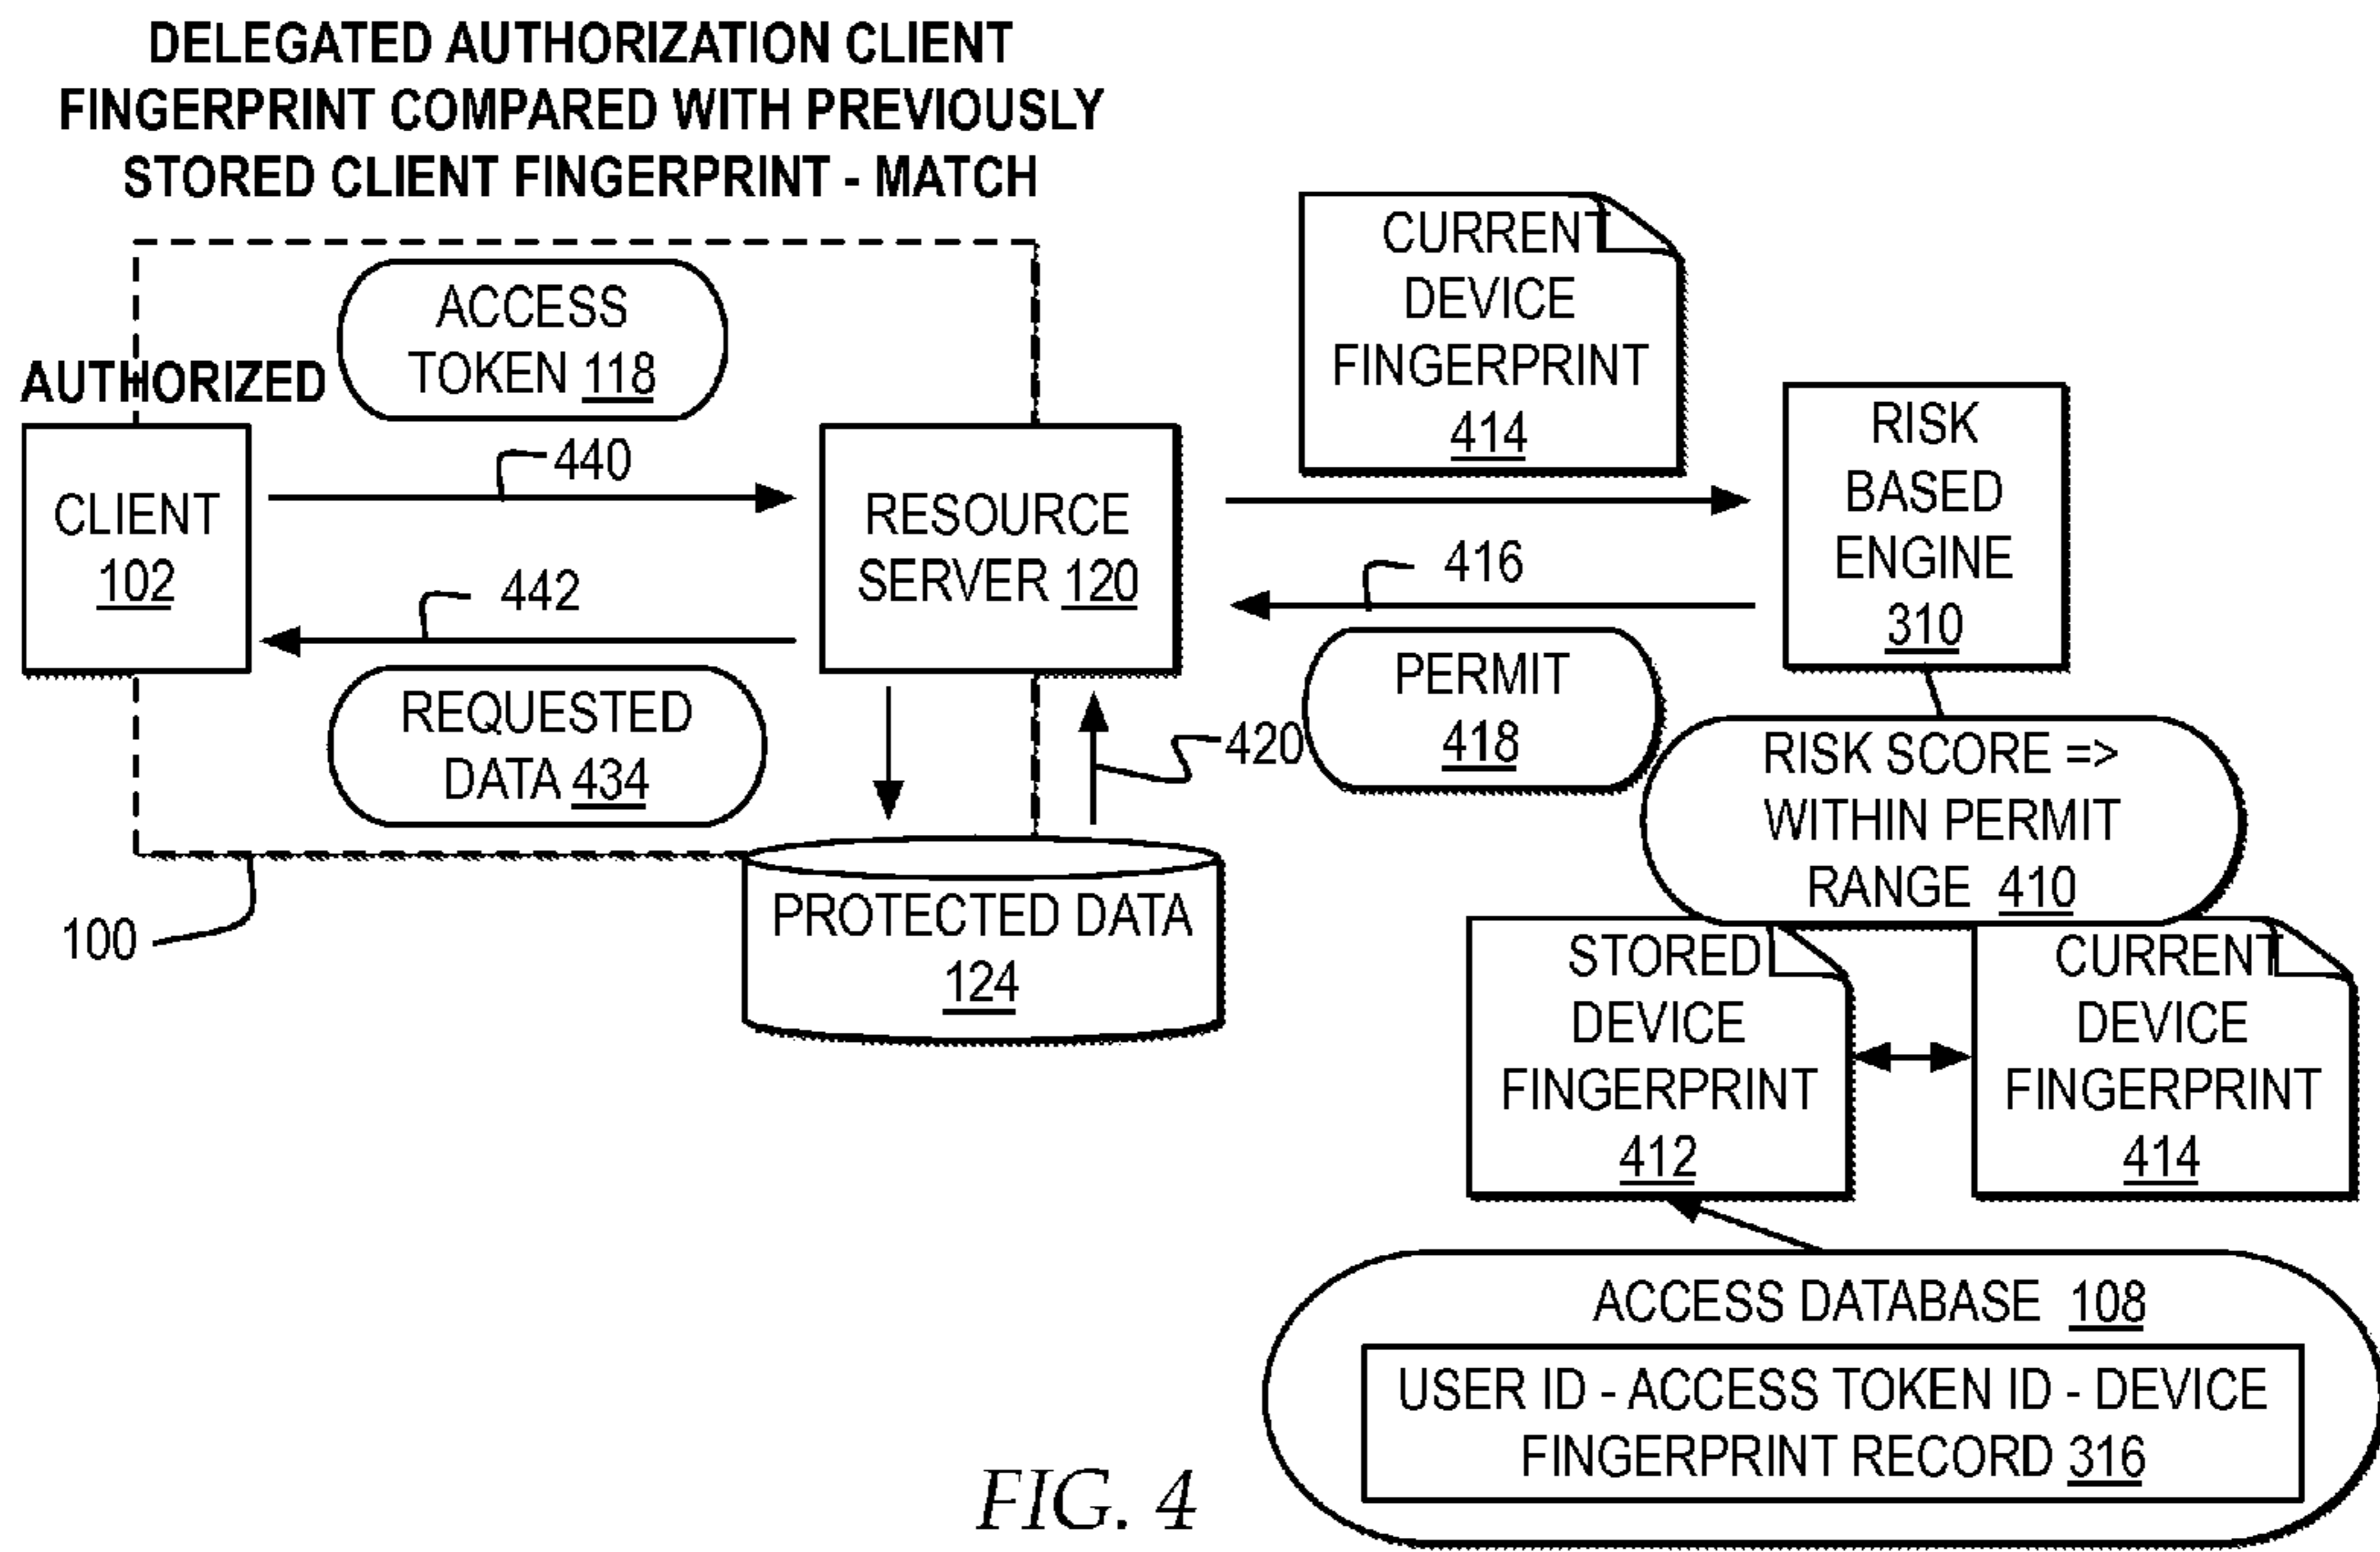 DELEGATED AUTHORIZATION CLIENT
FINGERPRINT COMPARED WITH PREVIOUSLY
STORED CLIENT FINGERPRINT - MATCH
AUTHORIZED
ACCESS
TOKEN 118
CLIENT
102
440
442
REQUESTED
DATA 434
RESOURCE
SERVER 120
100
PROTECTED DATA
124
420
CURRENT
DEVICE
FINGERPRINT
414
416
PERMIT
418
RISK
BASED
ENGINE
310
RISK SCORE =>
WITHIN PERMIT
RANGE 410
STORED
DEVICE
FINGERPRINT
412
CURRENT
DEVICE
FINGERPRINT
414
ACCESS DATABASE 108
USER ID - ACCESS TOKEN ID - DEVICE
FINGERPRINT RECORD 316
FIG. 4